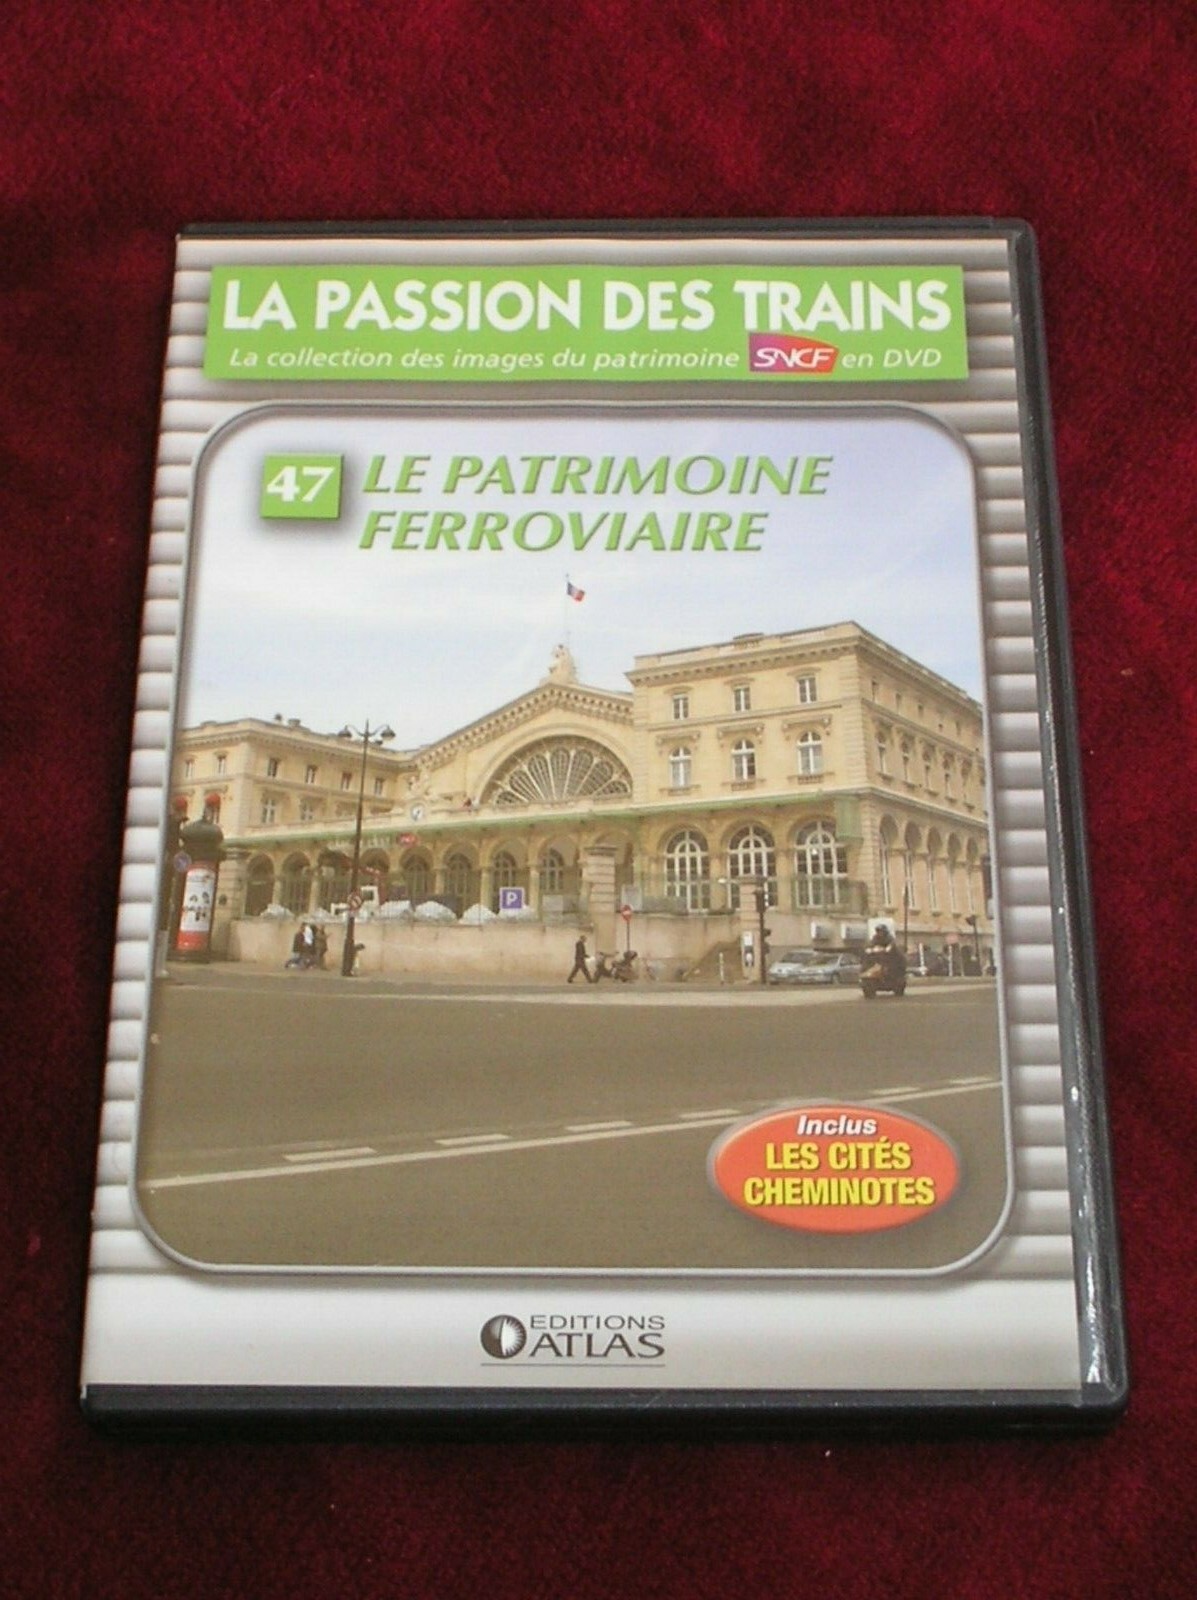 LA PASSION DES TRAINS
La collection des images du patrimoine SNCF en DVD
47 LE PATRIMOINE
FERROVIAIRE
P
Inclus
LES CITÉS
CHEMINOTES
EDITIONS
ATLAS